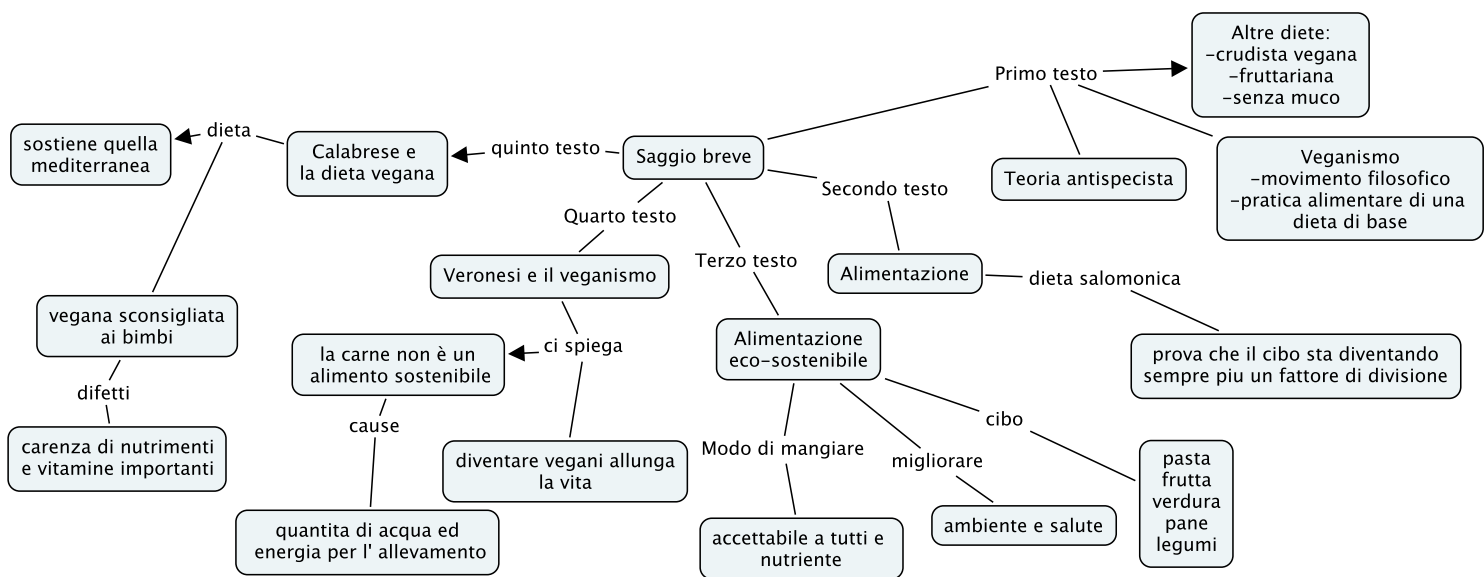 Altre diete:
-crudista vegana
-fruttariana
-senza muco
Primo testo
Teoria antispecista
Veganismo
-movimento filosofico
-pratica alimentare di una
dieta di base
Saggio breve
Secondo testo
Alimentazione
dieta salomonica
prova che il cibo sta diventando
sempre piu un fattore di divisione
Terzo testo
Alimentazione
eco-sostenibile
Modo di mangiare
accettabile a tutti e
nutriente
migliorare
ambiente e salute
cibo
pasta
frutta
verdura
pane
legumi
Quarto testo
Veronesi e il veganismo
ci spiega
la carne non è un
alimento sostenibile
cause
quantita di acqua ed
energia per l' allevamento
diventare vegani allunga
la vita
quinto testo
Calabrese e
la dieta vegana
dieta
sostiene quella
mediterranea
vegana sconsigliata
ai bimbi
difetti
carenza di nutrimenti
e vitamine importanti